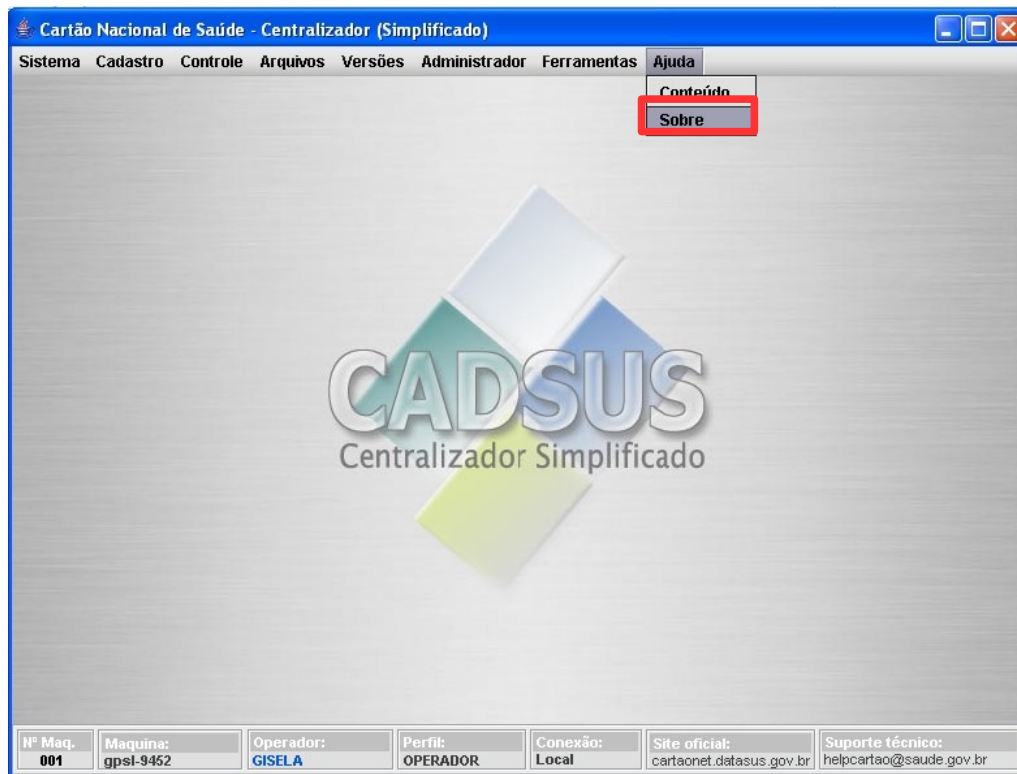 Cartão Nacional de Saúde - Centralizador (Simplificado)
Sistema Cadastro Controle Arquivos Versões Administrador Ferramentas Ajuda
Conteúdo
Sobre
CADSUS
Centralizador Simplificado
Nº Maq. Maquina: Operador: Perfil: Conexão: Site oficial: Suporte técnico:
001 gpsl-9452 GISELA OPERADOR Local cartaonet.datasus.gov.br helpcartao@saude.gov.br